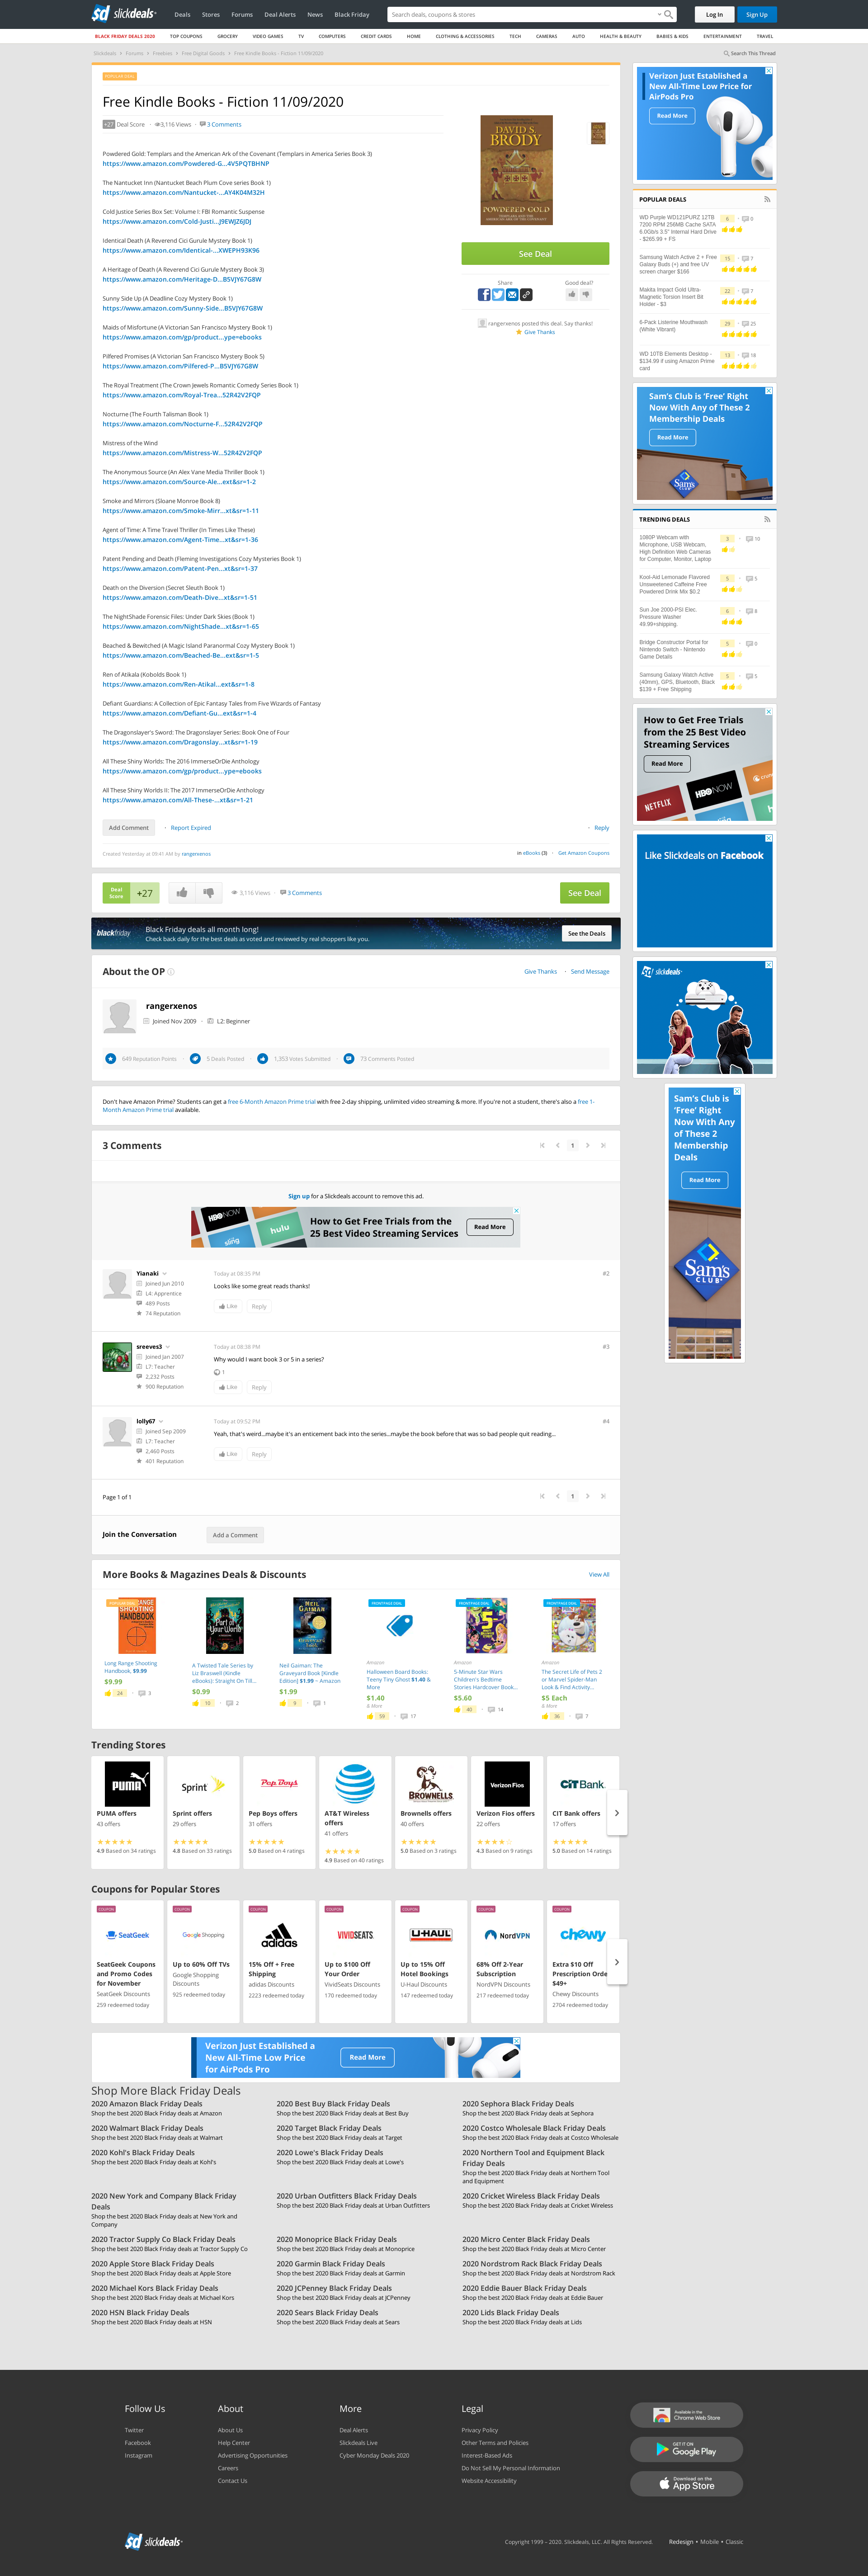 sd slickdeals
Deals Stores Forums Deal Alerts News Black Friday
Search deals, coupons & stores
Log In Sign Up
BLACK FRIDAY DEALS 2020 TOP COUPONS GROCERY VIDEO GAMES TV COMPUTERS CREDIT CARDS HOME CLOTHING & ACCESSORIES TECH CAMERAS AUTO HEALTH & BEAUTY BABIES & KIDS ENTERTAINMENT TRAVEL
Slickdeals Forums Freebies Free Digital Goods Free Kindle Books - Fiction 11/09/2020
Search This Thread
POPULAR DEAL
Free Kindle Books - Fiction 11/09/2020
+27 Deal Score 3,116 Views 3 Comments
Powdered Gold: Templars and the American Ark of the Covenant (Templars in America Series Book 3)
https://www.amazon.com/Powdered-G...4V5PQTBHNP
The Nantucket Inn (Nantucket Beach Plum Cove series Book 1)
https://www.amazon.com/Nantucket-...AY4K04M32H
Cold Justice Series Box Set: Volume I: FBI Romantic Suspense
https://www.amazon.com/Cold-Justi...J9EWJZ6JDJ
Identical Death (A Reverend Cici Gurule Mystery Book 1)
https://www.amazon.com/Identical-...XWEPH93K96
A Heritage of Death (A Reverend Cici Gurule Mystery Book 3)
https://www.amazon.com/Heritage-D...B5VJY67G8W
Sunny Side Up (A Deadline Cozy Mystery Book 1)
https://www.amazon.com/Sunny-Side...B5VJY67G8W
Maids of Misfortune (A Victorian San Francisco Mystery Book 1)
https://www.amazon.com/gp/product...ype=ebooks
Pilfered Promises (A Victorian San Francisco Mystery Book 5)
https://www.amazon.com/Pilfered-P...B5VJY67G8W
The Royal Treatment (The Crown Jewels Romantic Comedy Series Book 1)
https://www.amazon.com/Royal-Trea...52R42V2FQP
Nocturne (The Fourth Talisman Book 1)
https://www.amazon.com/Nocturne-F...52R42V2FQP
Mistress of the Wind
https://www.amazon.com/Mistress-W...52R42V2FQP
The Anonymous Source (An Alex Vane Media Thriller Book 1)
https://www.amazon.com/Source-Ale...ext&sr=1-2
Smoke and Mirrors (Sloane Monroe Book 8)
https://www.amazon.com/Smoke-Mirr...xt&sr=1-11
Agent of Time: A Time Travel Thriller (In Times Like These)
https://www.amazon.com/Agent-Time...xt&sr=1-36
Patent Pending and Death (Fleming Investigations Cozy Mysteries Book 1)
https://www.amazon.com/Patent-Pen...xt&sr=1-37
Death on the Diversion (Secret Sleuth Book 1)
https://www.amazon.com/Death-Dive...xt&sr=1-51
The NightShade Forensic Files: Under Dark Skies (Book 1)
https://www.amazon.com/NightShade...xt&sr=1-65
Beached & Bewitched (A Magic Island Paranormal Cozy Mystery Book 1)
https://www.amazon.com/Beached-Be...ext&sr=1-5
Ren of Atikala (Kobolds Book 1)
https://www.amazon.com/Ren-Atikal...ext&sr=1-8
Defiant Guardians: A Collection of Epic Fantasy Tales from Five Wizards of Fantasy
https://www.amazon.com/Defiant-Gu...ext&sr=1-4
The Dragonslayer's Sword: The Dragonslayer Series: Book One of Four
https://www.amazon.com/Dragonslay...xt&sr=1-19
All These Shiny Worlds: The 2016 ImmerseOrDie Anthology
https://www.amazon.com/gp/product...ype=ebooks
All These Shiny Worlds II: The 2017 ImmerseOrDie Anthology
https://www.amazon.com/All-These-...xt&sr=1-21
DAVID S. BRODY
POWDERED GOLD
See Deal
Share Good deal?
rangerxenos posted this deal. Say thanks!
Give Thanks
Add Comment Report Expired Reply
Created Yesterday at 09:41 AM by rangerxenos
in eBooks (3) Get Amazon Coupons
Deal Score +27 3,116 Views 3 Comments See Deal
blackfriday
Black Friday deals all month long!
Check back daily for the best deals as voted and reviewed by real shoppers like you.
See the Deals
About the OP Give Thanks Send Message
rangerxenos
Joined Nov 2009 L2: Beginner
649 Reputation Points 5 Deals Posted 1,353 Votes Submitted 73 Comments Posted
Don't have Amazon Prime? Students can get a free 6-Month Amazon Prime trial with free 2-day shipping, unlimited video streaming & more. If you're not a student, there's also a free 1-
Month Amazon Prime trial available.
3 Comments 1
Sign up for a Slickdeals account to remove this ad.
HBO NOW sling hulu
How to Get Free Trials from the
25 Best Video Streaming Services
Read More
Yianaki
Joined Jun 2010
L4: Apprentice
489 Posts
74 Reputation
Today at 08:35 PM #2
Looks like some great reads thanks!
Like Reply
sreeves3
Joined Jan 2007
L7: Teacher
2,232 Posts
900 Reputation
Today at 08:38 PM #3
Why would I want book 3 or 5 in a series?
1
Like Reply
lolly67
Joined Sep 2009
L7: Teacher
2,460 Posts
401 Reputation
Today at 09:52 PM #4
Yeah, that's weird...maybe it's an enticement back into the series...maybe the book before that was so bad people quit reading...
Like Reply
Page 1 of 1 1
Join the Conversation Add a Comment
More Books & Magazines Deals & Discounts View All
POPULAR DEAL
Long Range Shooting
Handbook, $9.99
$9.99
24 3
A Twisted Tale Series by
Liz Braswell (Kindle
eBooks): Straight On Till...
$0.99
10 2
Neil Gaiman: The
Graveyard Book [Kindle
Edition] $1.99 ~ Amazon
$1.99
9 1
FRONTPAGE DEAL
Amazon
Halloween Board Books:
Teeny Tiny Ghost $1.40 &
More
$1.40
& More
59 17
FRONTPAGE DEAL
Amazon
5-Minute Star Wars
Children's Bedtime
Stories Hardcover Book...
$5.60
40 14
FRONTPAGE DEAL
Amazon
The Secret Life of Pets 2
or Marvel Spider-Man
Look & Find Activity...
$5 Each
& More
36 7
Trending Stores
PUMA
PUMA offers
43 offers
4.9 Based on 34 ratings
Sprint
Sprint offers
29 offers
4.8 Based on 33 ratings
Pep Boys
Pep Boys offers
31 offers
5.0 Based on 4 ratings
AT&T Wireless
offers
41 offers
4.9 Based on 40 ratings
BROWNELLS
Brownells offers
40 offers
5.0 Based on 3 ratings
Verizon Fios
Verizon Fios offers
22 offers
4.3 Based on 9 ratings
CIT Bank
CIT Bank offers
17 offers
5.0 Based on 14 ratings
Coupons for Popular Stores
COUPON
SeatGeek
SeatGeek Coupons
and Promo Codes
for November
SeatGeek Discounts
259 redeemed today
COUPON
Google Shopping
Up to 60% Off TVs
Google Shopping
Discounts
925 redeemed today
COUPON
adidas
15% Off + Free
Shipping
adidas Discounts
2223 redeemed today
COUPON
VIVIDSEATS
Up to $100 Off
Your Order
VividSeats Discounts
170 redeemed today
COUPON
U-HAUL
Up to 15% Off
Hotel Bookings
U-Haul Discounts
147 redeemed today
COUPON
NordVPN
68% Off 2-Year
Subscription
NordVPN Discounts
217 redeemed today
COUPON
chewy
Extra $10 Off
Prescription Orde
$49+
Chewy Discounts
2704 redeemed today
Verizon Just Established a
New All-Time Low Price
for AirPods Pro
Read More
Shop More Black Friday Deals
2020 Amazon Black Friday Deals
Shop the best 2020 Black Friday deals at Amazon
2020 Best Buy Black Friday Deals
Shop the best 2020 Black Friday deals at Best Buy
2020 Sephora Black Friday Deals
Shop the best 2020 Black Friday deals at Sephora
2020 Walmart Black Friday Deals
Shop the best 2020 Black Friday deals at Walmart
2020 Target Black Friday Deals
Shop the best 2020 Black Friday deals at Target
2020 Costco Wholesale Black Friday Deals
Shop the best 2020 Black Friday deals at Costco Wholesale
2020 Kohl's Black Friday Deals
Shop the best 2020 Black Friday deals at Kohl's
2020 Lowe's Black Friday Deals
Shop the best 2020 Black Friday deals at Lowe's
2020 Northern Tool and Equipment Black
Friday Deals
Shop the best 2020 Black Friday deals at Northern Tool
and Equipment
2020 New York and Company Black Friday
Deals
Shop the best 2020 Black Friday deals at New York and
Company
2020 Urban Outfitters Black Friday Deals
Shop the best 2020 Black Friday deals at Urban Outfitters
2020 Cricket Wireless Black Friday Deals
Shop the best 2020 Black Friday deals at Cricket Wireless
2020 Tractor Supply Co Black Friday Deals
Shop the best 2020 Black Friday deals at Tractor Supply Co
2020 Monoprice Black Friday Deals
Shop the best 2020 Black Friday deals at Monoprice
2020 Micro Center Black Friday Deals
Shop the best 2020 Black Friday deals at Micro Center
2020 Apple Store Black Friday Deals
Shop the best 2020 Black Friday deals at Apple Store
2020 Garmin Black Friday Deals
Shop the best 2020 Black Friday deals at Garmin
2020 Nordstrom Rack Black Friday Deals
Shop the best 2020 Black Friday deals at Nordstrom Rack
2020 Michael Kors Black Friday Deals
Shop the best 2020 Black Friday deals at Michael Kors
2020 JCPenney Black Friday Deals
Shop the best 2020 Black Friday deals at JCPenney
2020 Eddie Bauer Black Friday Deals
Shop the best 2020 Black Friday deals at Eddie Bauer
2020 HSN Black Friday Deals
Shop the best 2020 Black Friday deals at HSN
2020 Sears Black Friday Deals
Shop the best 2020 Black Friday deals at Sears
2020 Lids Black Friday Deals
Shop the best 2020 Black Friday deals at Lids
Verizon Just Established a
New All-Time Low Price for
AirPods Pro
Read More
POPULAR DEALS
WD Purple WD121PURZ 12TB
7200 RPM 256MB Cache SATA
6.0Gb/s 3.5" Internal Hard Drive
- $265.99 + FS
6 0
Samsung Watch Active 2 + Free
Galaxy Buds (+) and free UV
screen charger $166
15 7
Makita Impact Gold Ultra-
Magnetic Torsion Insert Bit
Holder - $3
22 7
6-Pack Listerine Mouthwash
(White Vibrant)
29 25
WD 10TB Elements Desktop -
$134.99 if using Amazon Prime
card
13 18
Sam's Club is 'Free' Right
Now With Any of These 2
Membership Deals
Read More
Sam's CLUB
TRENDING DEALS
1080P Webcam with
Microphone, USB Webcam,
High Definition Web Cameras
for Computer, Monitor, Laptop
3 10
Kool-Aid Lemonade Flavored
Unsweetened Caffeine Free
Powdered Drink Mix $0.2
5 5
Sun Joe 2000-PSI Elec.
Pressure Washer
49.99+shipping.
6 8
Bridge Constructor Portal for
Nintendo Switch - Nintendo
Game Details
5 0
Samsung Galaxy Watch Active
(40mm), GPS, Bluetooth, Black
$139 + Free Shipping
5 5
How to Get Free Trials
from the 25 Best Video
Streaming Services
Read More
NETFLIX HBO NOW
Like Slickdeals on Facebook
sd slickdeals
Sam's Club is
'Free' Right
Now With Any
of These 2
Membership
Deals
Read More
Sam's CLUB
Follow Us
Twitter
Facebook
Instagram
About
About Us
Help Center
Advertising Opportunities
Careers
Contact Us
More
Deal Alerts
Slickdeals Live
Cyber Monday Deals 2020
Legal
Privacy Policy
Other Terms and Policies
Interest-Based Ads
Do Not Sell My Personal Information
Website Accessibility
Available in the
Chrome Web Store
GET IT ON
Google Play
Download on the
App Store
sd slickdeals
Copyright 1999 - 2020. Slickdeals, LLC. All Rights Reserved. Redesign • Mobile • Classic